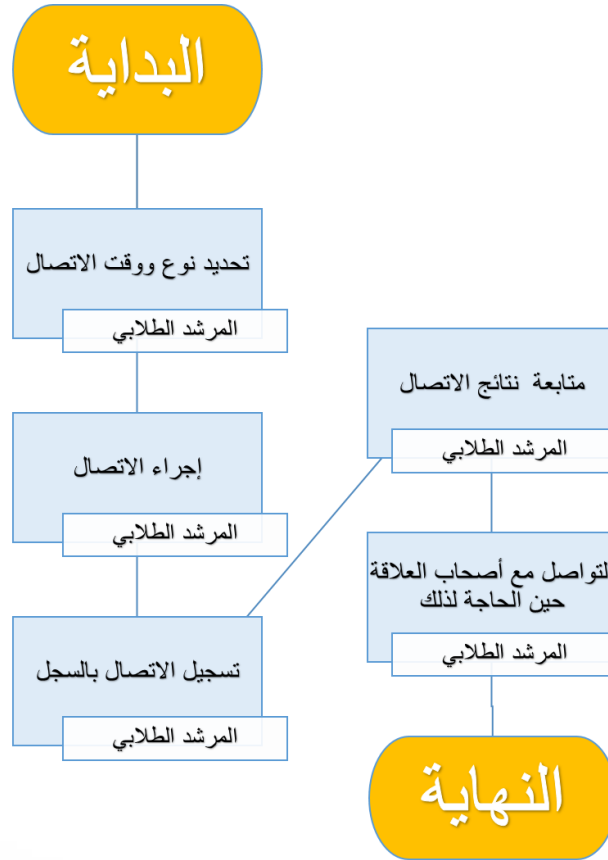 البداية
تحديد نوع ووقت الاتصال
المرشد الطلابي
إجراء الاتصال
المرشد الطلابي
تسجيل الاتصال بالسجل
المرشد الطلابي
متابعة نتائج الاتصال
المرشد الطلابي
لتواصل مع أصحاب العلاقة
حين الحاجة لذلك
المرشد الطلابي
النهاية